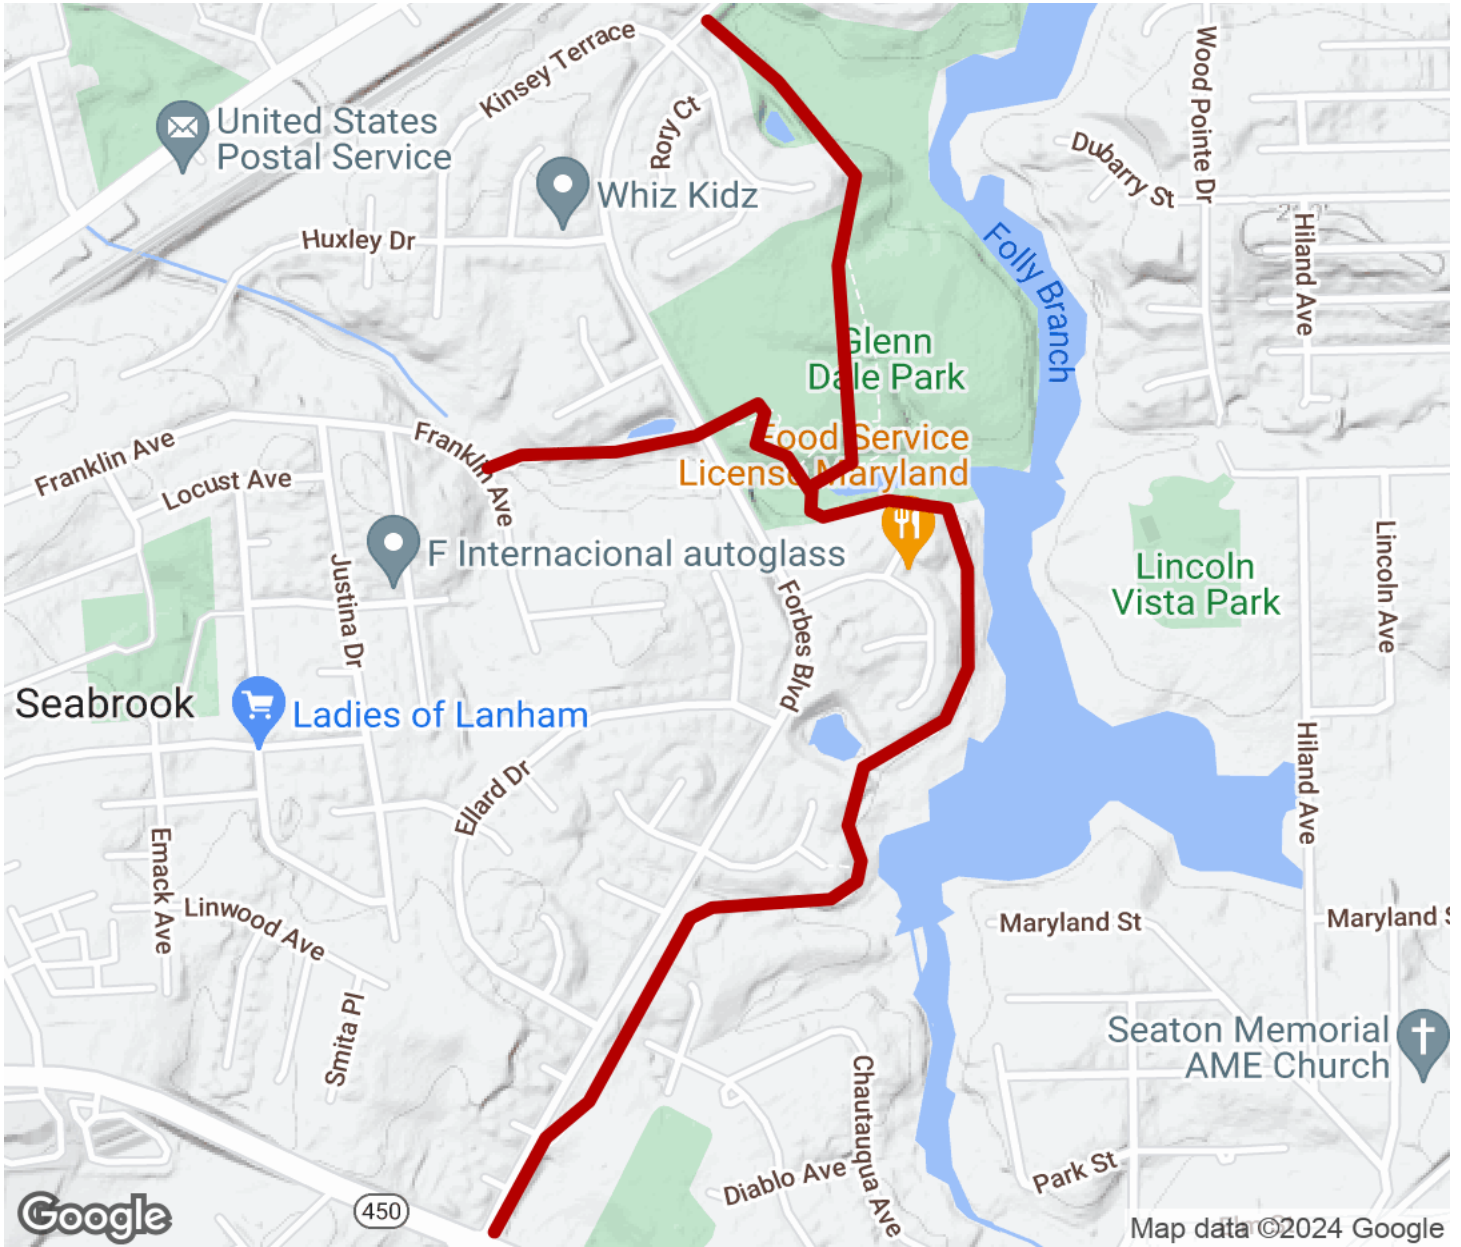 Kinsey Terrace
Wood Pointe Dr
United States
Postal Service
Rory Ct
Dubarry St
Whiz Kidz
Huxley Dr
Hiland Ave
Folly Branch
Glenn
Dale Park
Franklin Ave
Franklin Ave
Food Service
License Maryland
Locust Ave
F Internacional autoglass
Lincoln
Vista Park
Lincoln Ave
Justina Dr
Forbes Blvd
Seabrook
Ladies of Lanham
Hiland Ave
Ellard Dr
Emack Ave
Linwood Ave
Maryland St
Maryland S
Smita Pl
Seaton Memorial
AME Church
Chautauqua Ave
Diablo Ave
Park St
450
Google
Map data ©2024 Google